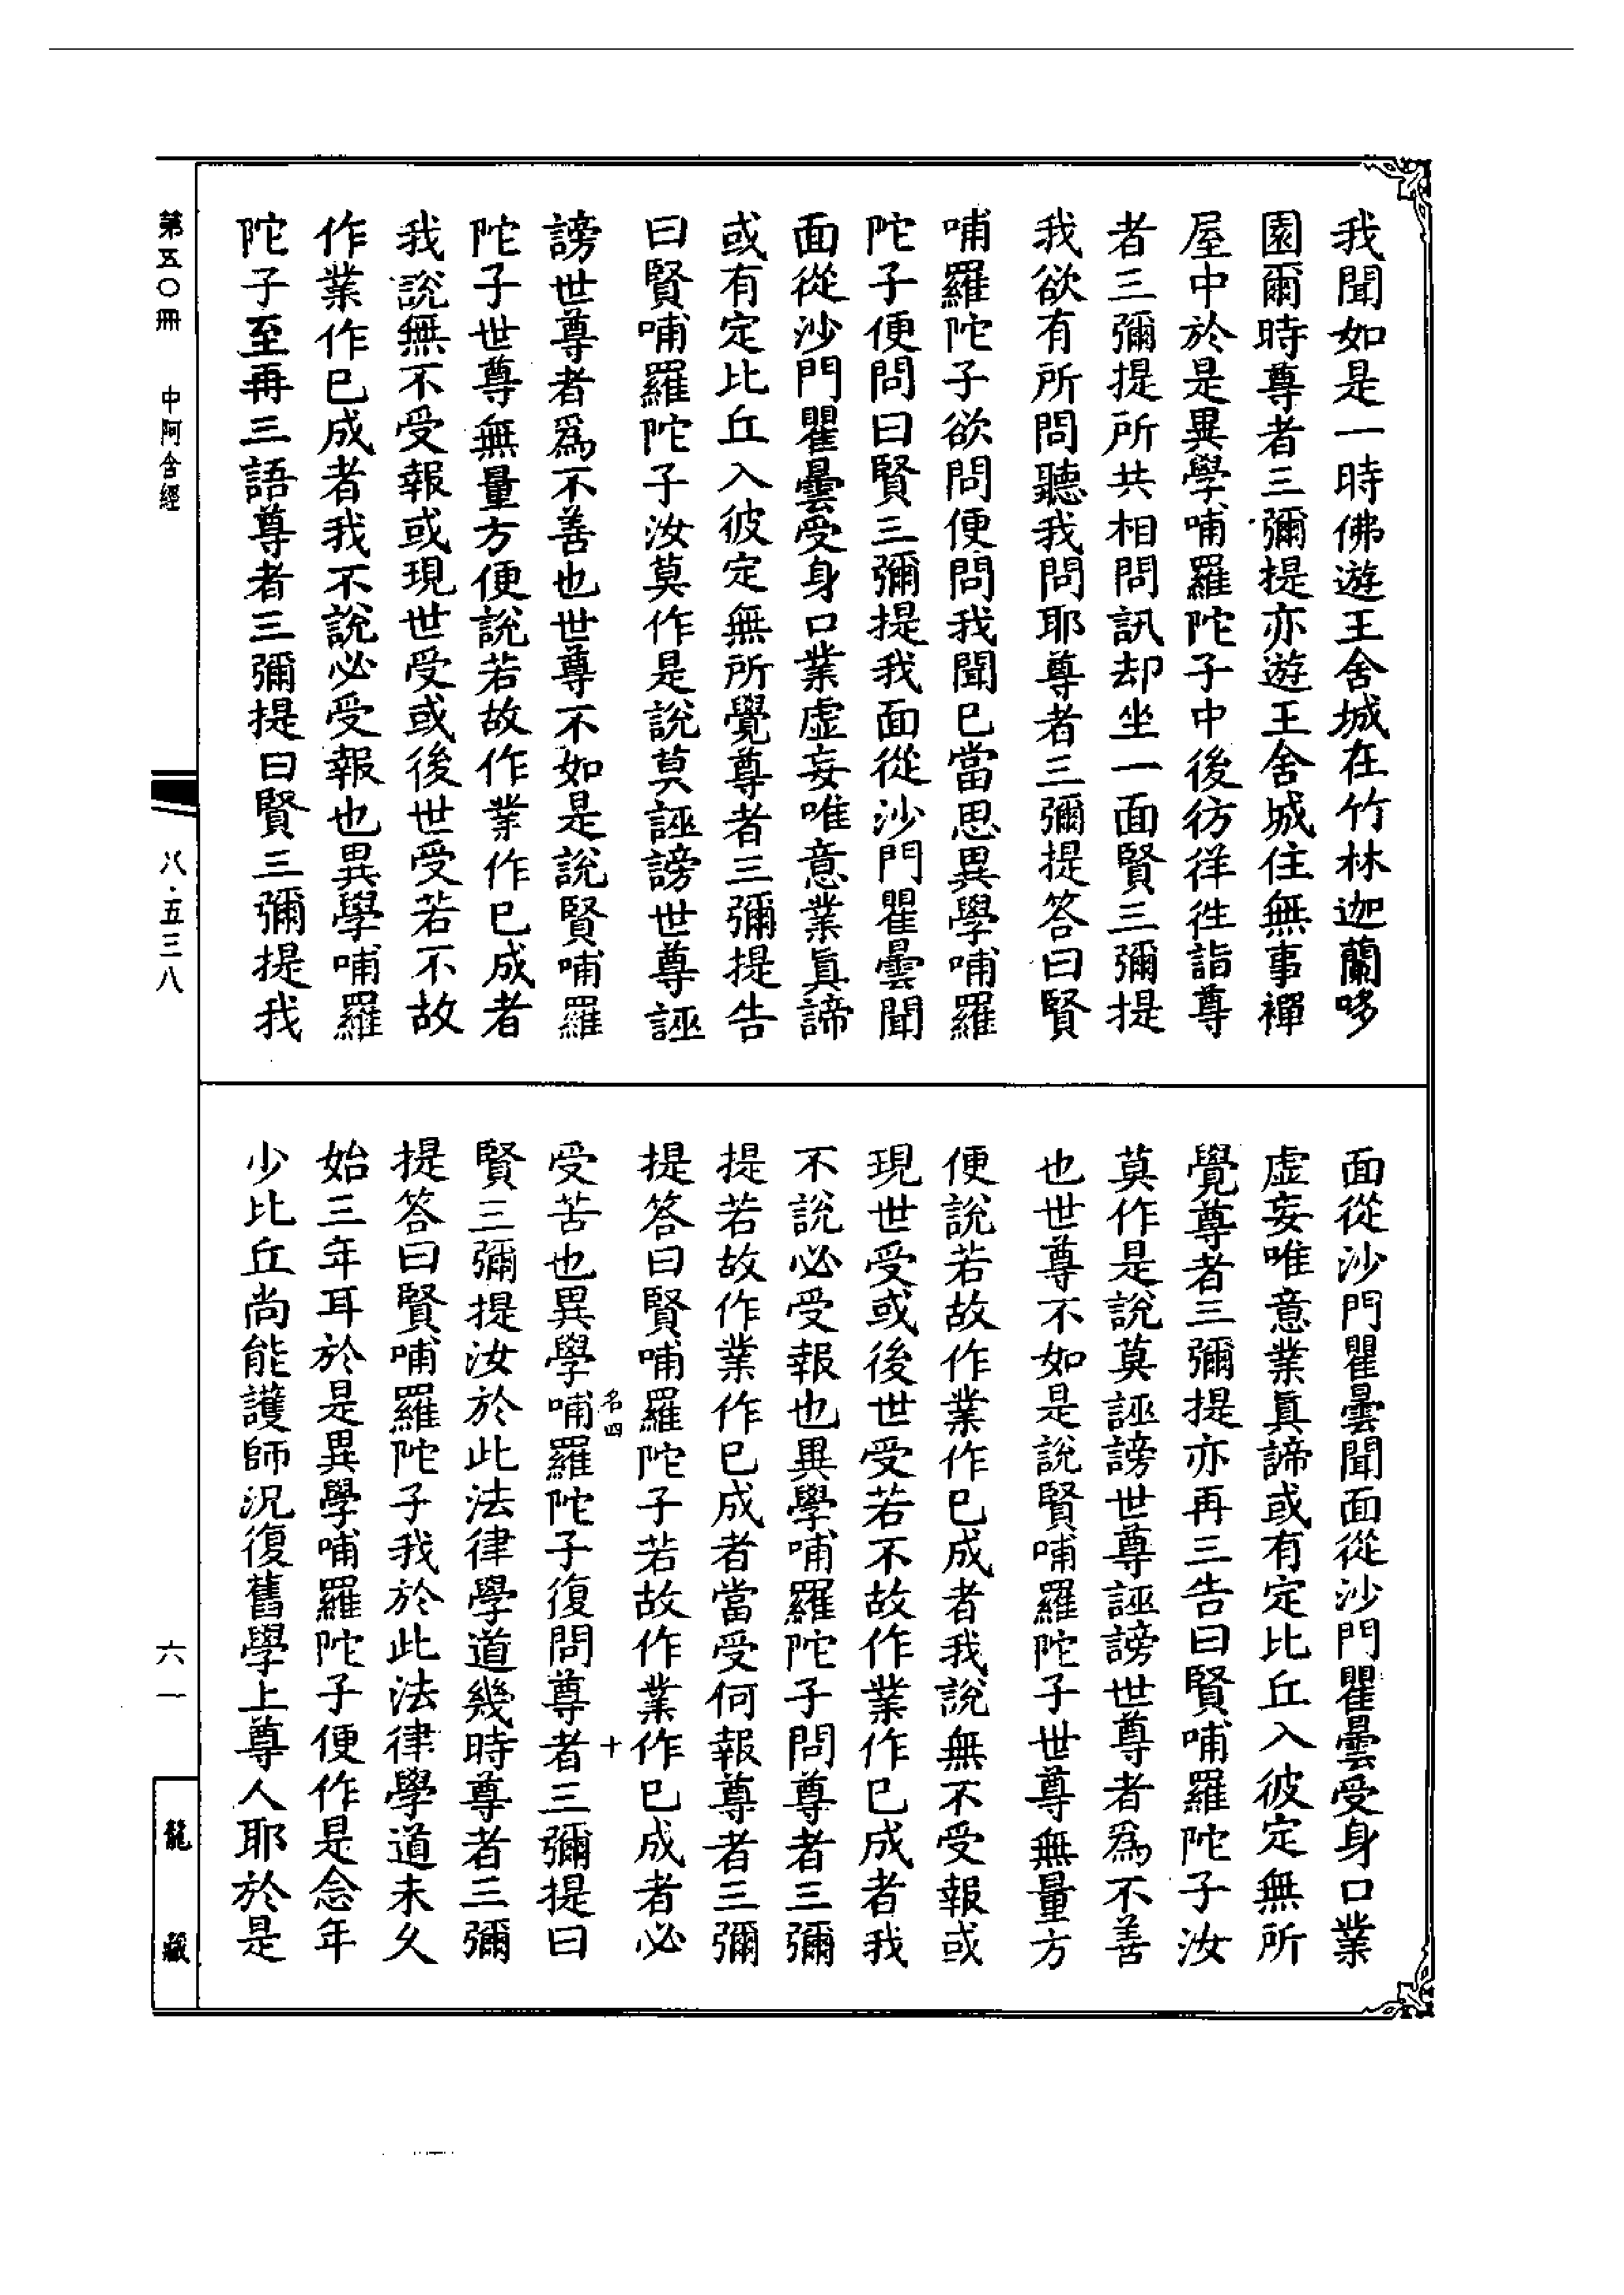 我聞如是一時佛遊王舍城在竹林迦蘭哆
園爾時尊者三彌提亦遊王舍城住無事禪
屋中於是異學哺羅陀子中後彷徉徃詣尊
者三彌提所共相問訊却坐一面賢三彌提
我欲有所問聽我問耶尊者三彌提答曰賢
哺羅陀子欲問便問我聞已當思異學哺羅
陀子便問曰賢三彌提我面從沙門瞿曇聞
面從沙門瞿曇受身口業虛妄唯意業眞諦
或有定比丘入彼定無所覺尊者三彌提告
曰賢哺羅陀子汝莫作是說莫誣謗世尊誣
謗世尊者爲不善也世尊不如是說賢哺羅
陀子世尊無量方便說若故作業作已成者
我說無不受報或現世受或後世受若不故
作業作已成者我不說必受報也異學哺羅
陀子至再三語尊者三彌提曰賢三彌提我
面從沙門瞿曇聞面從沙門瞿曇受身口業
虛妄唯意業眞諦或有定比丘入彼定無所
覺尊者三彌提亦再三告曰賢哺羅陀子汝
莫作是說莫誣謗世尊誣謗世尊者爲不善
也世尊不如是說賢哺羅陀子世尊無量方
便說若故作業作已成者我說無不受報或
現世受或後世受若不故作業作已成者我
不說必受報也異學哺羅陀子問尊者三彌
提若故作業作已成者當受何報尊者三彌
提答曰賢哺羅陀子若故作業作已成者必
名四 十
受苦也異學哺羅陀子復問尊者三彌提曰
賢三彌提汝於此法律學道幾時尊者三彌
提答曰賢哺羅陀子我於此法律學道未久
始三年耳於是異學哺羅陀子便作是念年
少比丘尚能護師況復舊學上尊人耶於是
第五〇冊 中阿含經 八·五三八 六一 龍藏